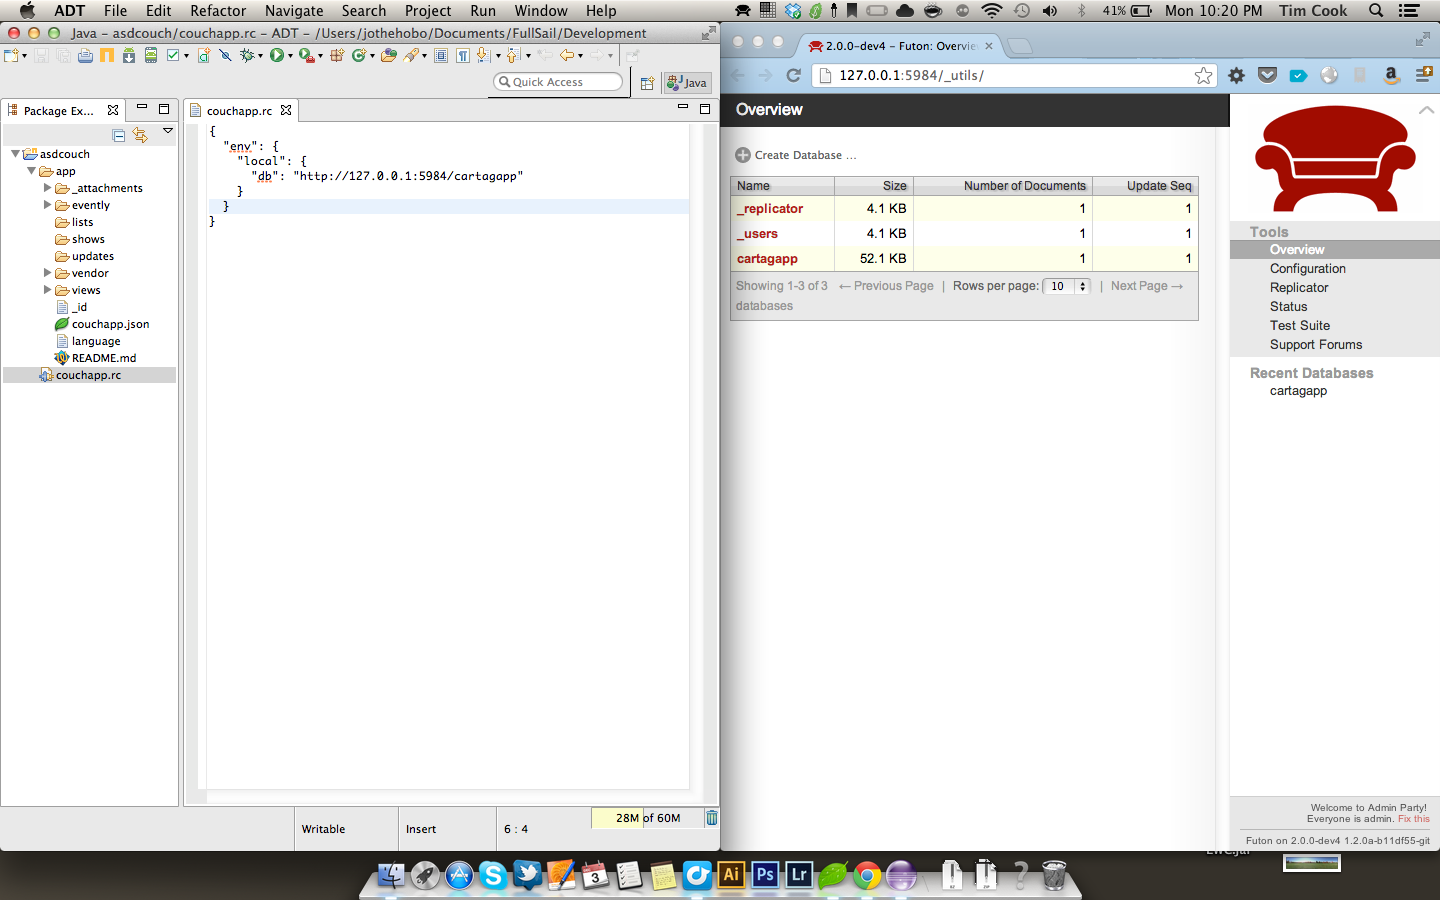 ADT File Edit Refactor Navigate Search Project Run Window Help
41% Mon 10:20 PM Tim Cook
Java – asdcouch/couchapp.rc – ADT – /Users/jothehobo/Documents/FullSail/Development
Quick Access
Java
Package Ex...
asdcouch
app
_attachments
evently
lists
shows
updates
vendor
views
_id
couchapp.json
language
README.md
couchapp.rc
couchapp.rc
{
"env": {
"local": {
"db": "http://127.0.0.1:5984/cartagapp"
}
}
}
Writable Insert 6 : 4 28M of 60M
2.0.0-dev4 – Futon: Overvie
127.0.0.1:5984/_utils/
Overview
Create Database ...
Name Size Number of Documents Update Seq
_replicator 4.1 KB 1 1
_users 4.1 KB 1 1
cartagapp 52.1 KB 1 1
Showing 1-3 of 3 ← Previous Page | Rows per page: 10 | Next Page →
databases
Tools
Overview
Configuration
Replicator
Status
Test Suite
Support Forums
Recent Databases
cartagapp
Welcome to Admin Party!
Everyone is admin. Fix this
Futon on 2.0.0-dev4 1.2.0a-b11df55-git
Ai Ps Lr
3